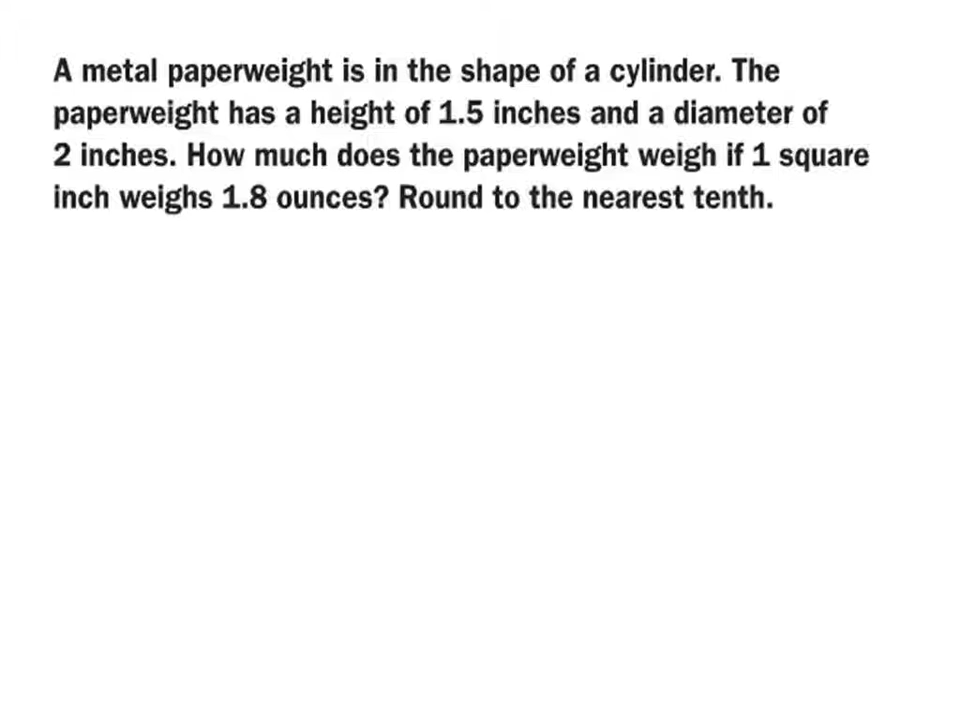 A metal paperweight is in the shape of a cylinder. The
paperweight has a height of 1.5 inches and a diameter of
2 inches. How much does the paperweight weigh if 1 square
inch weighs 1.8 ounces? Round to the nearest tenth.